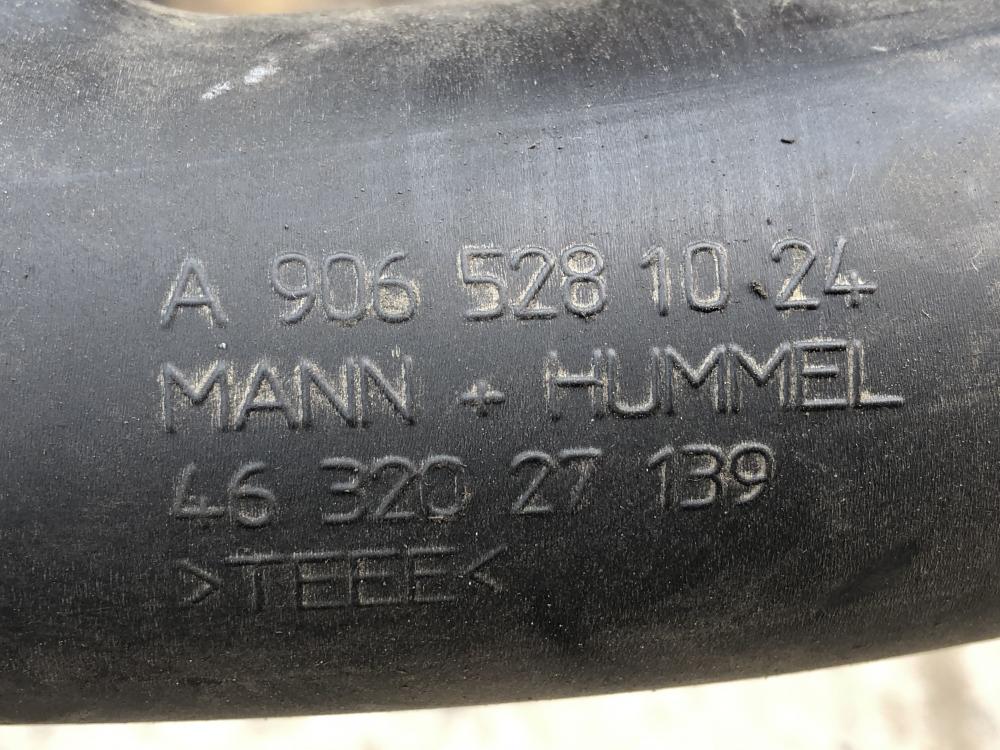 A 906 528 10 24
MANN + HUMMEL
46 320 27 139
>TEEE<